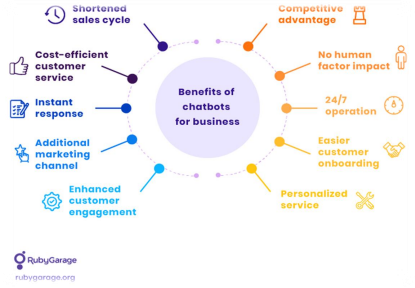 Shortened
sales cycle
Cost-efficient
customer
service
Instant
response
Additional
marketing
channel
Enhanced
customer
engagement
Benefits of
chatbots
for business
Competitive
advantage
No human
factor impact
24/7
operation
Easier
customer
onboarding
Personalized
service
RubyGarage
rubygarage.org